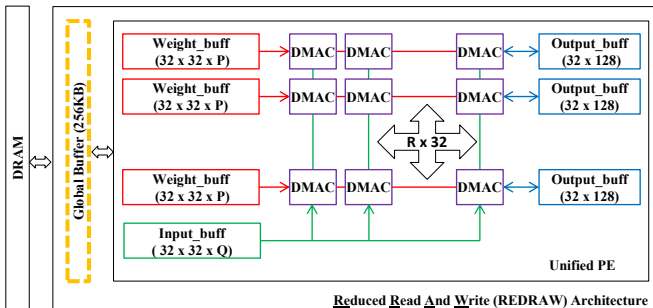 DRAM
Global Buffer (256KB)
Weight_buff
(32 x 32 x P)
DMAC
DMAC
DMAC
Output_buff
(32 x 128)
Weight_buff
(32 x 32 x P)
DMAC
DMAC
DMAC
Output_buff
(32 x 128)
R x 32
Weight_buff
(32 x 32 x P)
DMAC
DMAC
DMAC
Output_buff
(32 x 128)
Input_buff
( 32 x 32 x Q)
Unified PE
Reduced Read And Write (REDRAW) Architecture